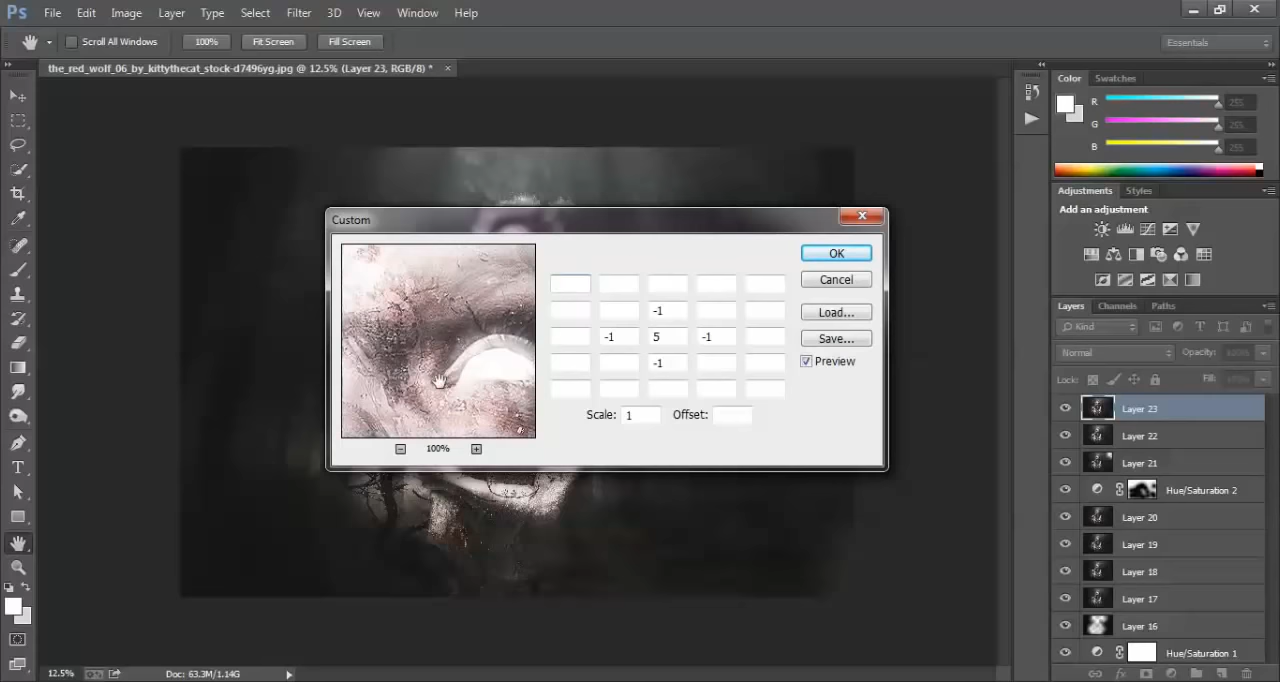 Ps File Edit Image Layer Type Select Filter 3D View Window Help
Scroll All Windows 100% Fit Screen Fill Screen Essentials
the_red_wolf_06_by_kittythecat_stock-d7496yg.jpg @ 12.5% (Layer 23, RGB/8) * ×
Color Swatches
R
G
B 255
Adjustments Styles
Add an adjustment
Layers Channels Paths
Kind
Normal Opacity:
Lock: Fill:
Layer 23
Layer 22
Layer 21
Hue/Saturation 2
Layer 20
Layer 19
Layer 18
Layer 17
Layer 16
Hue/Saturation 1
Custom
OK
Cancel
-1 Load...
-1 5 -1 Save...
-1 Preview
Scale: 1 Offset:
100%
T
12.5% Doc: 63.3M/1.14G